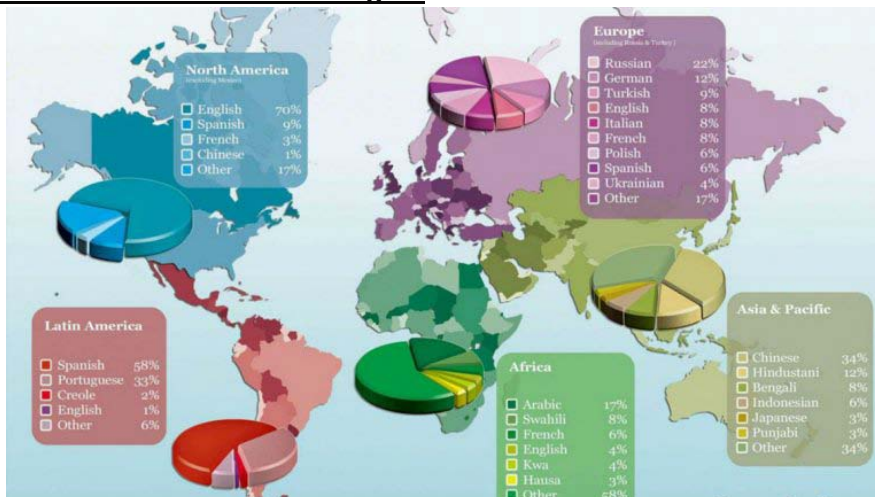 North America
(excluding Mexico)
English 70%
Spanish 9%
French 3%
Chinese 1%
Other 17%
Europe
(including Russia & Turkey)
Russian 22%
German 12%
Turkish 9%
English 8%
Italian 8%
French 8%
Polish 6%
Spanish 6%
Ukrainian 4%
Other 17%
Latin America
Spanish 58%
Portuguese 33%
Creole 2%
English 1%
Other 6%
Africa
Arabic 17%
Swahili 8%
French 6%
English 4%
Kwa 4%
Hausa 3%
Other 58%
Asia & Pacific
Chinese 34%
Hindustani 12%
Bengali 8%
Indonesian 6%
Japanese 3%
Punjabi 3%
Other 34%